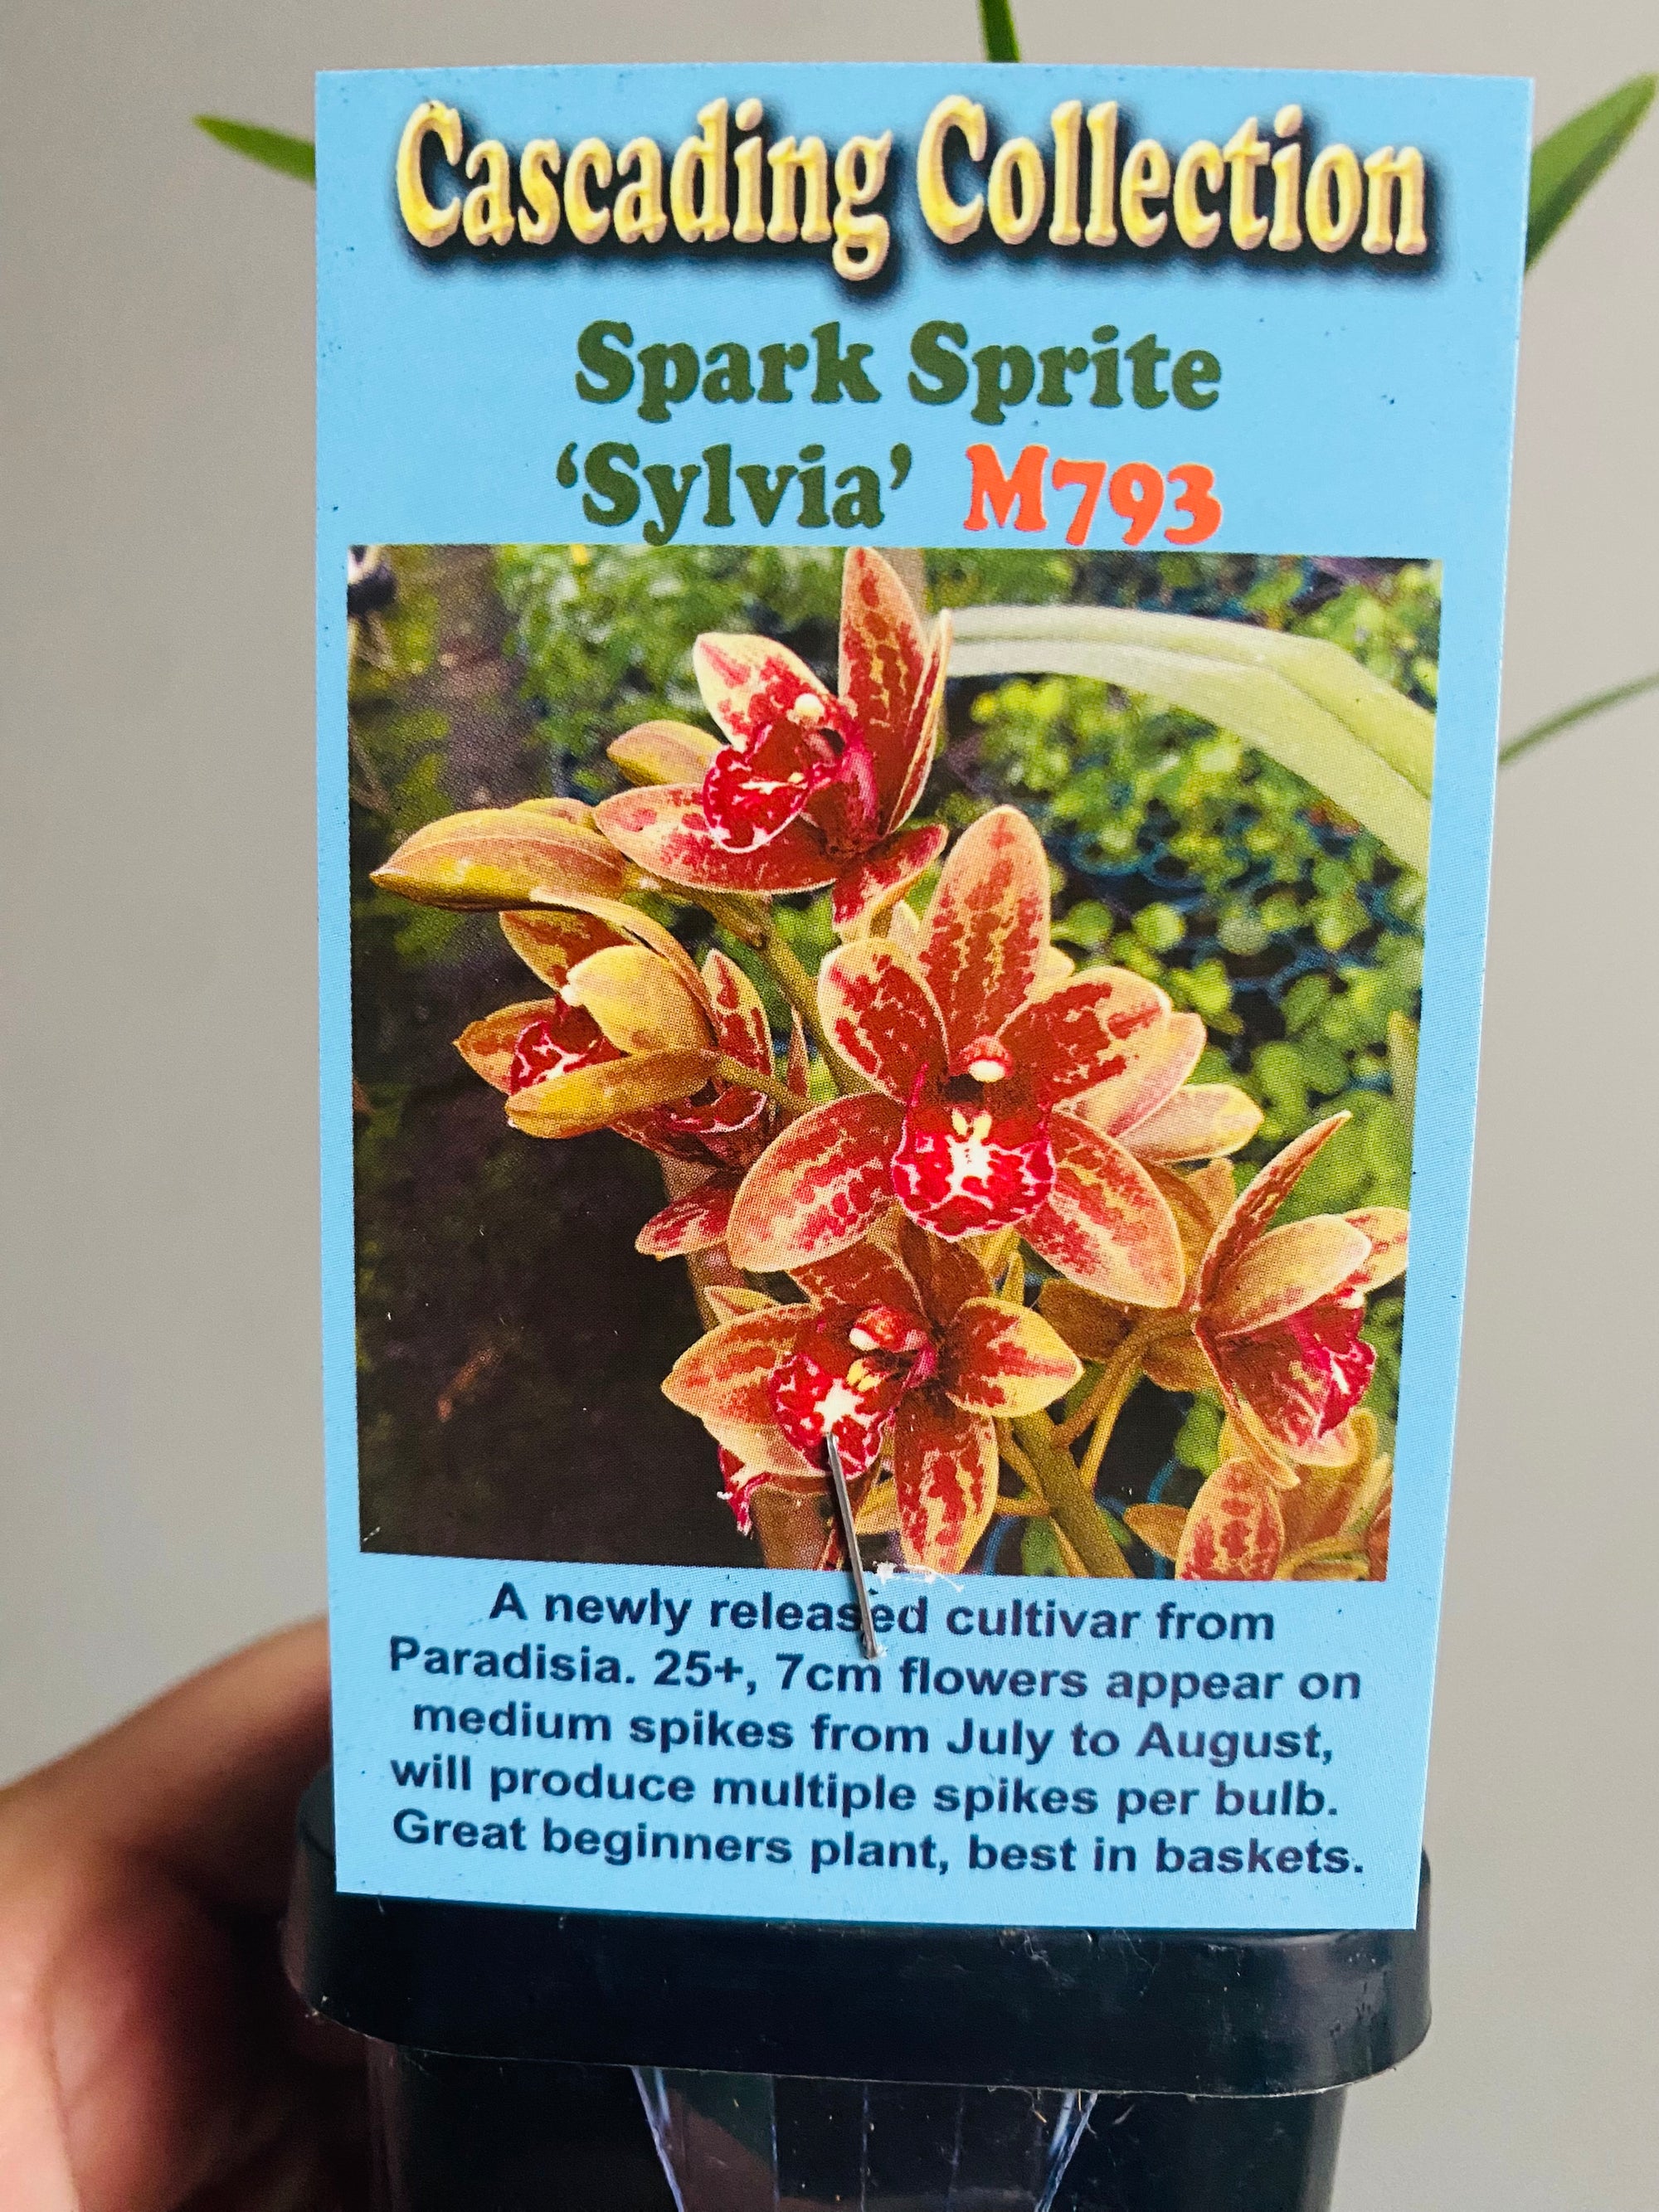 Cascading Collection
Spark Sprite
‘Sylvia’ M793
A newly released cultivar from
Paradisia. 25+, 7cm flowers appear on
medium spikes from July to August,
will produce multiple spikes per bulb.
Great beginners plant, best in baskets.